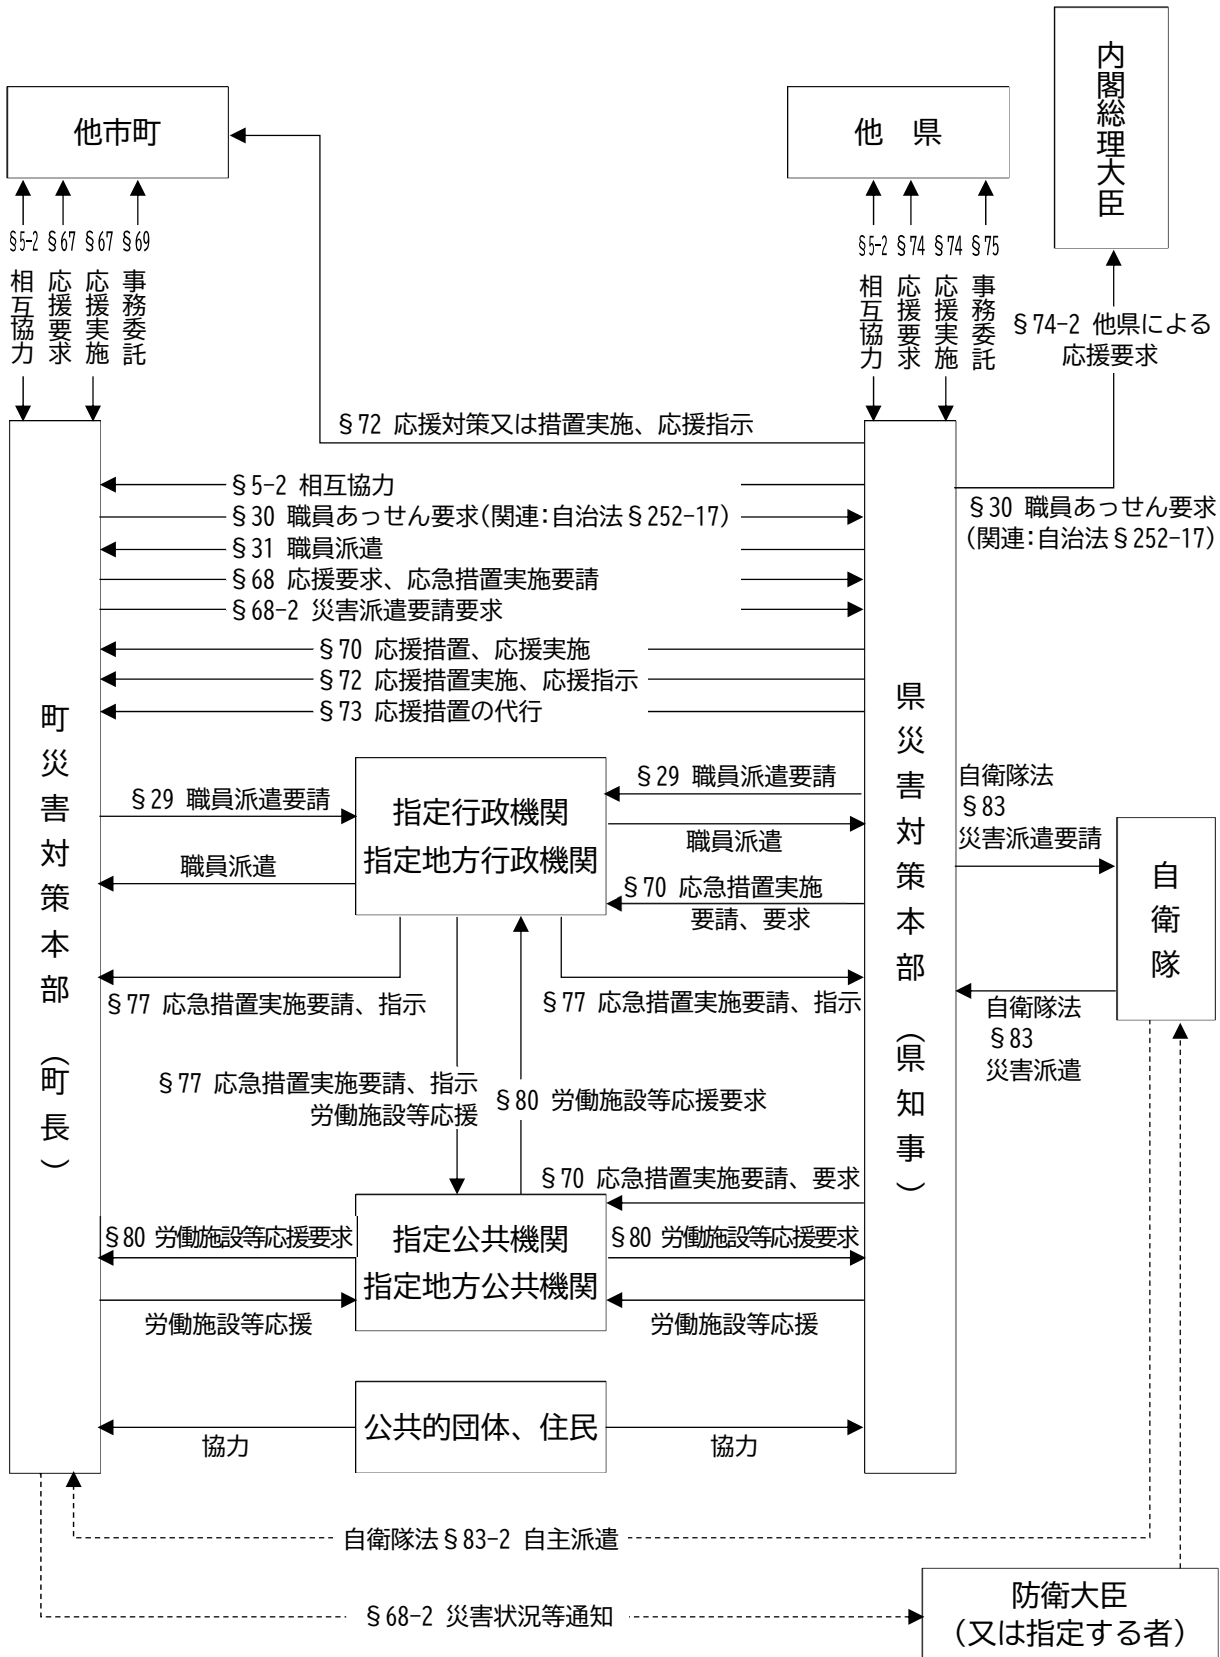 内閣総理大臣
他市町
他 県
§5-2 相互協力
§67 応援要求
§67 応援実施
§69 事務委託
§5-2 相互協力
§74 応援要求
§74 応援実施
§75 事務委託
§74-2 他県による
応援要求
§72 応援対策又は措置実施、応援指示
§5-2 相互協力
§30 職員あっせん要求(関連:自治法§252-17)
§31 職員派遣
§68 応援要求、応急措置実施要請
§68-2 災害派遣要請要求
§70 応援措置、応援実施
§72 応援措置実施、応援指示
§73 応援措置の代行
§30 職員あっせん要求
(関連:自治法§252-17)
町災害対策本部 (町長)
県災害対策本部 (県知事)
§29 職員派遣要請
職員派遣
指定行政機関
指定地方行政機関
§29 職員派遣要請
職員派遣
§70 応急措置実施
要請、要求
自衛隊法
§83
災害派遣要請
自衛隊
自衛隊法
§83
災害派遣
§77 応急措置実施要請、指示
§77 応急措置実施要請、指示
§77 応急措置実施要請、指示
労働施設等応援
§80 労働施設等応援要求
§70 応急措置実施要請、要求
§80 労働施設等応援要求
指定公共機関
指定地方公共機関
§80 労働施設等応援要求
労働施設等応援
労働施設等応援
公共的団体、住民
協力
協力
自衛隊法§83-2 自主派遣
§68-2 災害状況等通知
防衛大臣
(又は指定する者)